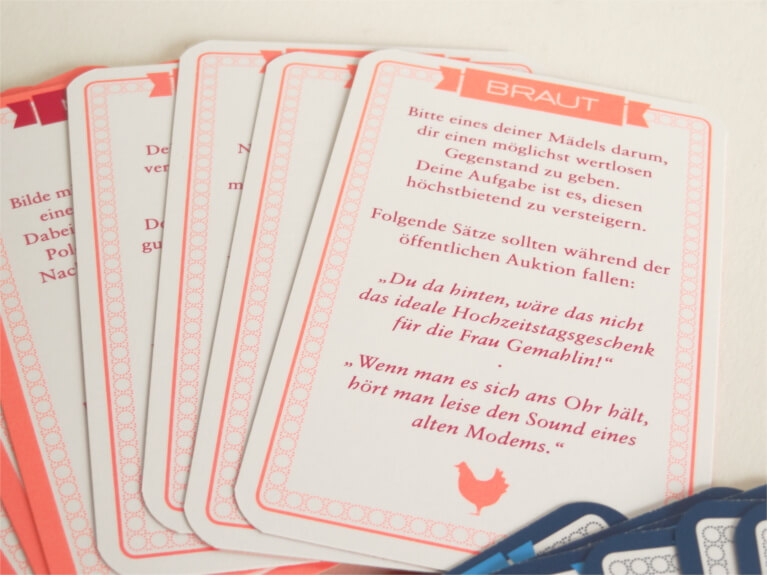 BRAUT
Bitte eines deiner Mädels darum,
dir einen möglichst wertlosen
Gegenstand zu geben.
Deine Aufgabe ist es, diesen
höchstbietend zu versteigern.
Folgende Sätze sollten während der
öffentlichen Auktion fallen:
„Du da hinten, wäre das nicht
das ideale Hochzeitstagsgeschenk
für die Frau Gemahlin!“
.
„Wenn man es sich ans Ohr hält,
hört man leise den Sound eines
alten Modems.“
Bilde
eine
Dabei